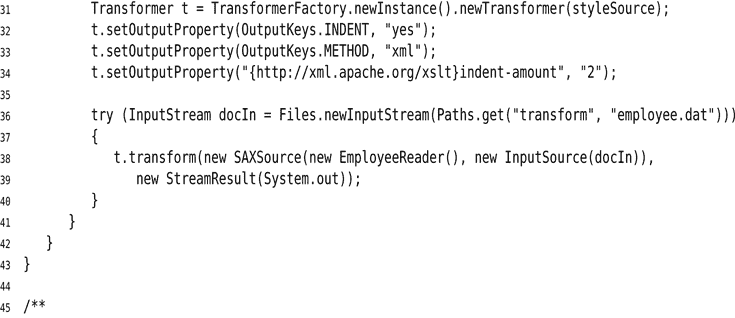 31 Transformer t = TransformerFactory.newInstance().newTransformer(styleSource);
32 t.setOutputProperty(OutputKeys.INDENT, "yes");
33 t.setOutputProperty(OutputKeys.METHOD, "xml");
34 t.setOutputProperty("{http://xml.apache.org/xslt}indent-amount", "2");
35
36 try (InputStream docIn = Files.newInputStream(Paths.get("transform", "employee.dat")))
37 {
38 t.transform(new SAXSource(new EmployeeReader(), new InputSource(docIn)),
39 new StreamResult(System.out));
40 }
41 }
42 }
43 }
44
45 /**